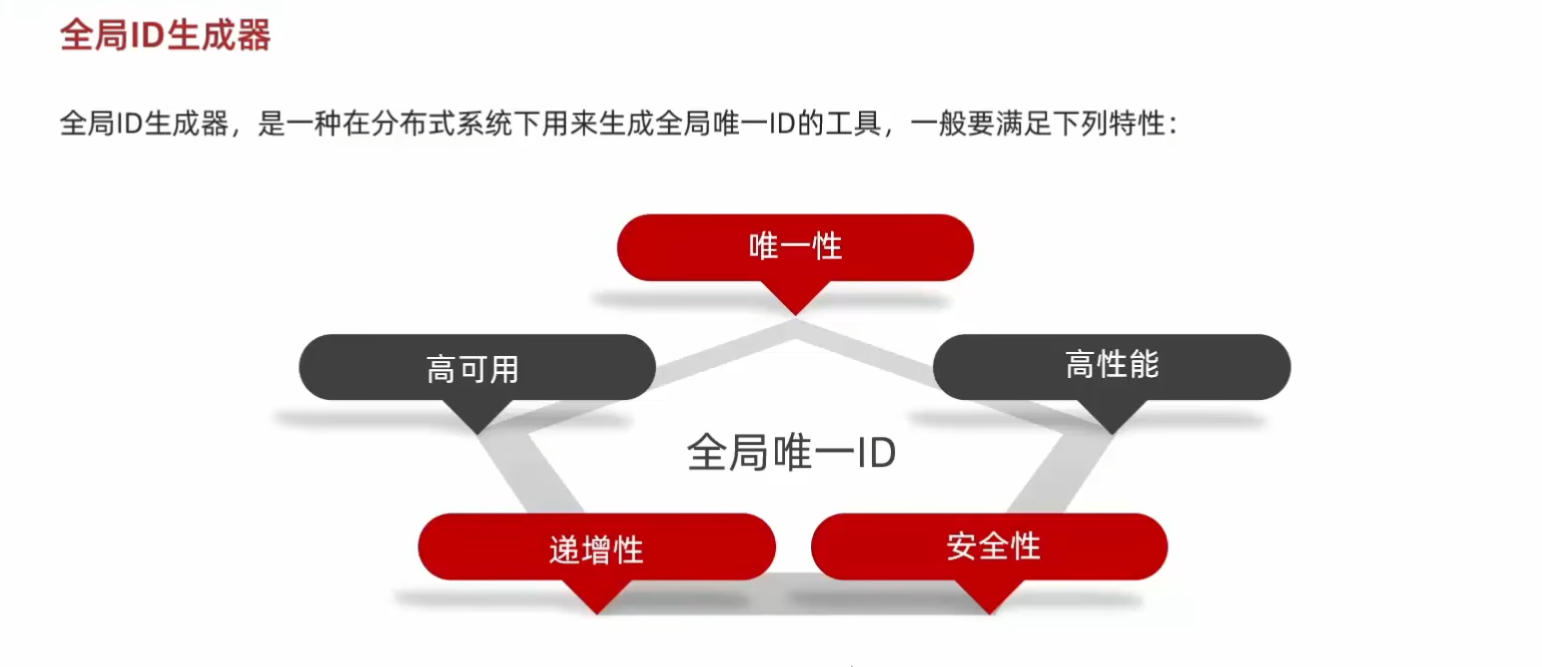 全局ID生成器
全局ID生成器，是一种在分布式系统下用来生成全局唯一ID的工具，一般要满足下列特性：
唯一性
高可用
高性能
全局唯一ID
递增性
安全性